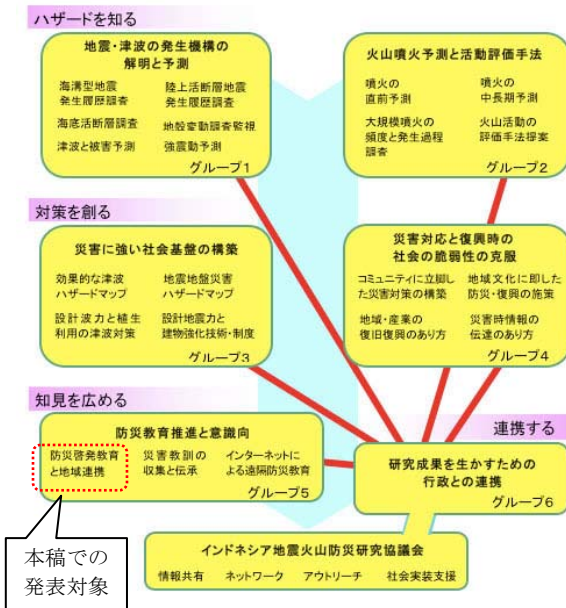 ハザードを知る
地震・津波の発生機構の
解明と予測
海溝型地震
発生履歴調査
陸上活断層地震
発生履歴調査
海底活断層調査
地殻変動調査監視
津波と被害予測
強震動予測
グループ1
火山噴火予測と活動評価手法
噴火の
直前予測
噴火の
中長期予測
大規模噴火の
頻度と発生過程
調査
火山活動の
評価手法提案
グループ2
対策を創る
災害に強い社会基盤の構築
効果的な津波
ハザードマップ
地震地盤災害
ハザードマップ
設計波力と植生
利用の津波対策
設計地震力と
建物強化技術・制度
グループ3
災害対応と復興時の
社会の脆弱性の克服
コミュニティに立脚し
た災害対策の構築
地域文化に即した
防災・復興の施策
地域・産業の
復旧復興のあり方
災害時情報の
伝達のあり方
グループ4
知見を広める
防災教育推進と意識向
防災啓発教育
と地域連携
災害教訓の
収集と伝承
インターネットに
よる遠隔防災教育
グループ5
連携する
研究成果を生かすための
行政との連携
グループ6
本稿での
発表対象
インドネシア地震火山防災研究協議会
情報共有 ネットワーク アウトリーチ 社会実装支援